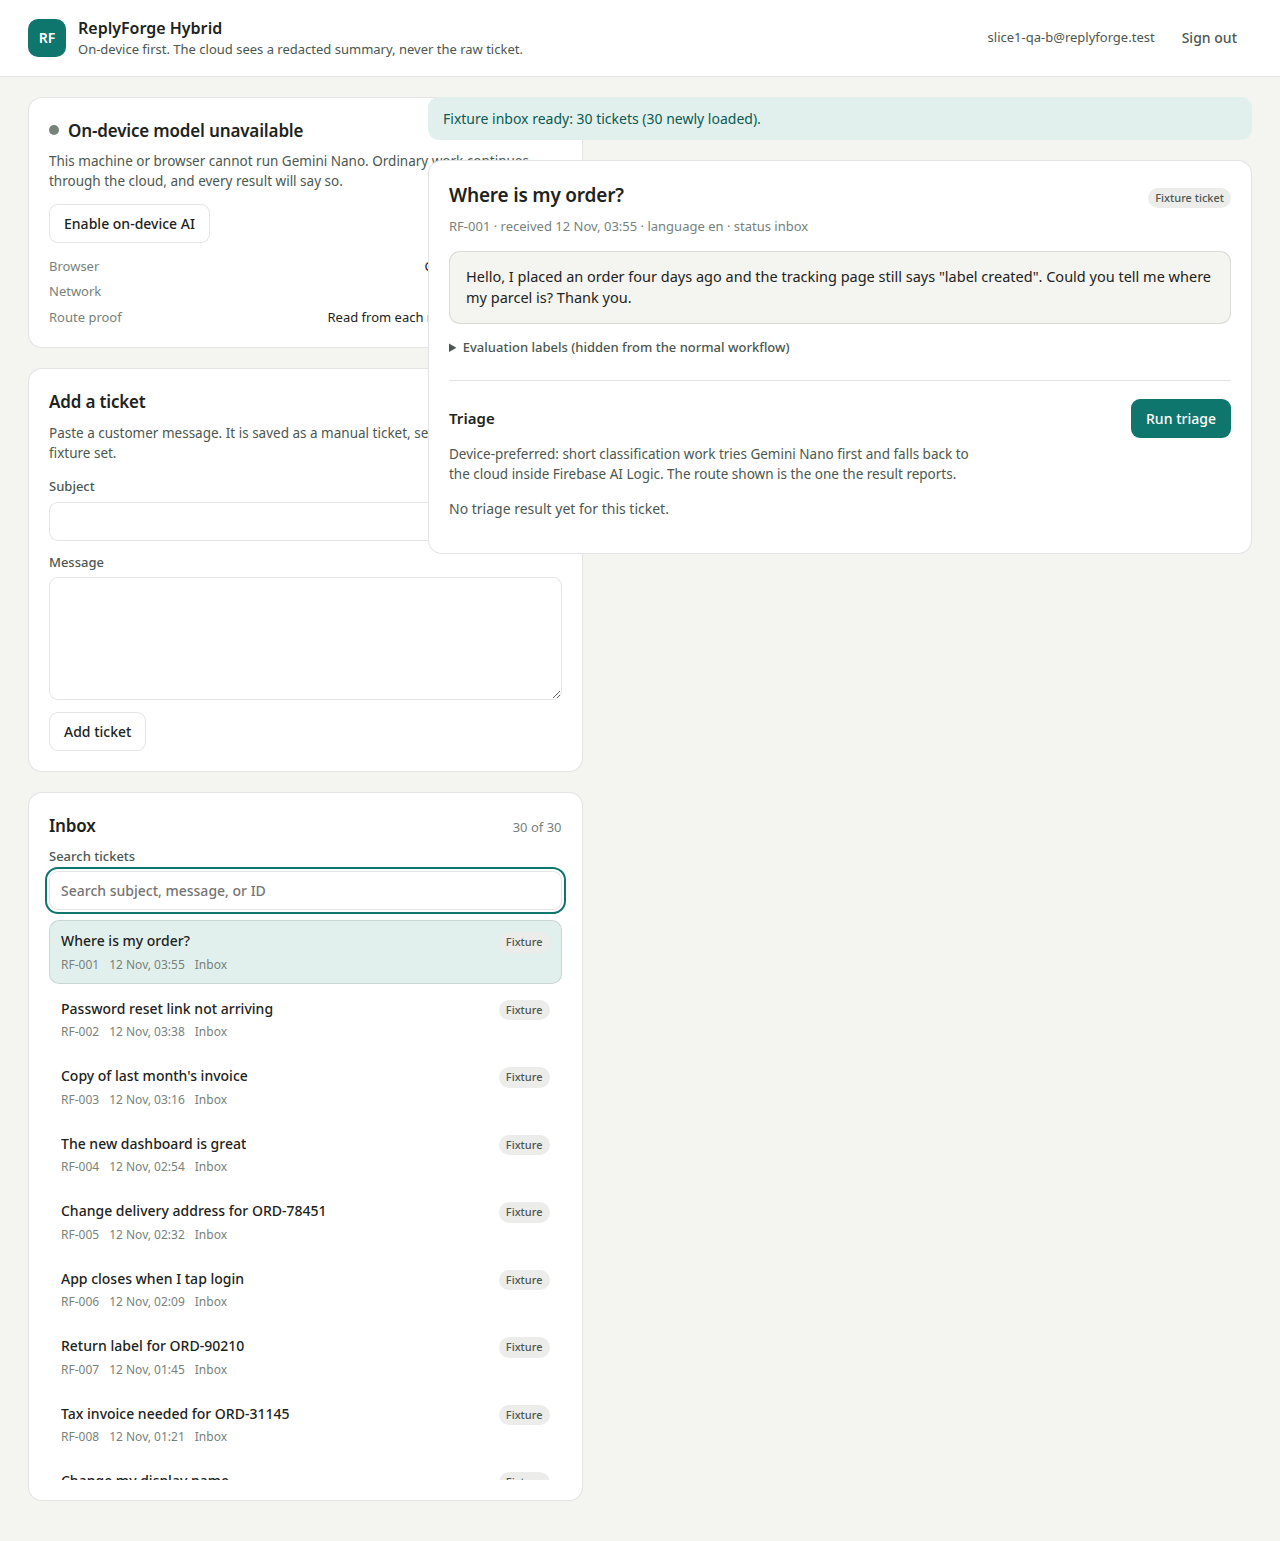 RF
ReplyForge Hybrid
On-device first. The cloud sees a redacted summary, never the raw ticket.
slice1-qa-b@replyforge.test
Sign out
On-device model unavailable
This machine or browser cannot run Gemini Nano. Ordinary work continues
through the cloud, and every result will say so.
Enable on-device AI
Browser
Network
Route proof
Read from each
Add a ticket
Paste a customer message. It is saved as a manual ticket, se
fixture set.
Subject
Message
Add ticket
Inbox
30 of 30
Search tickets
Search subject, message, or ID
Where is my order?
Fixture
RF-001 12 Nov, 03:55 Inbox
Password reset link not arriving
Fixture
RF-002 12 Nov, 03:38 Inbox
Copy of last month's invoice
Fixture
RF-003 12 Nov, 03:16 Inbox
The new dashboard is great
Fixture
RF-004 12 Nov, 02:54 Inbox
Change delivery address for ORD-78451
Fixture
RF-005 12 Nov, 02:32 Inbox
App closes when I tap login
Fixture
RF-006 12 Nov, 02:09 Inbox
Return label for ORD-90210
Fixture
RF-007 12 Nov, 01:45 Inbox
Tax invoice needed for ORD-31145
Fixture
RF-008 12 Nov, 01:21 Inbox
Change my display name
Fixture
Fixture inbox ready: 30 tickets (30 newly loaded).
Where is my order?
Fixture ticket
RF-001 · received 12 Nov, 03:55 · language en · status inbox
Hello, I placed an order four days ago and the tracking page still says "label created". Could you tell me where
my parcel is? Thank you.
Evaluation labels (hidden from the normal workflow)
Triage
Run triage
Device-preferred: short classification work tries Gemini Nano first and falls back to
the cloud inside Firebase AI Logic. The route shown is the one the result reports.
No triage result yet for this ticket.